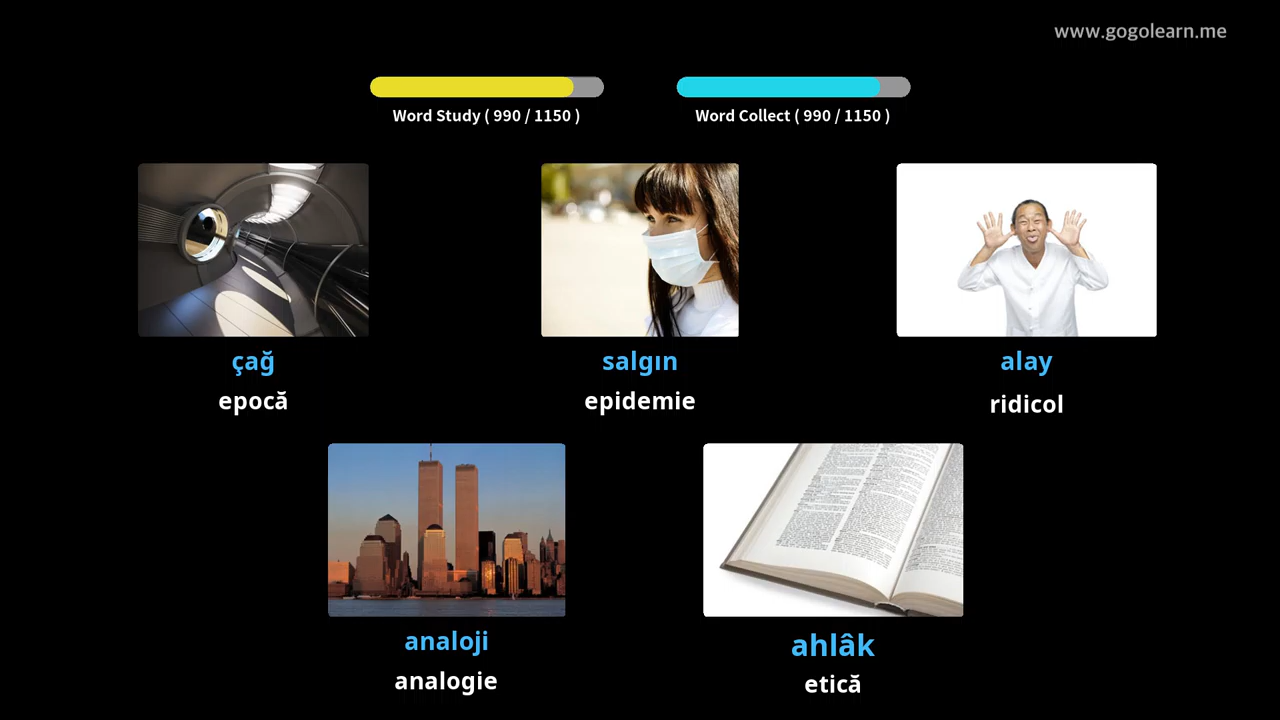 www.gogolearn.me
Word Study ( 990 / 1150 )
Word Collect ( 990 / 1150 )
çağ
epocă
salgın
epidemie
alay
ridicol
analoji
analogie
ahlâk
etică